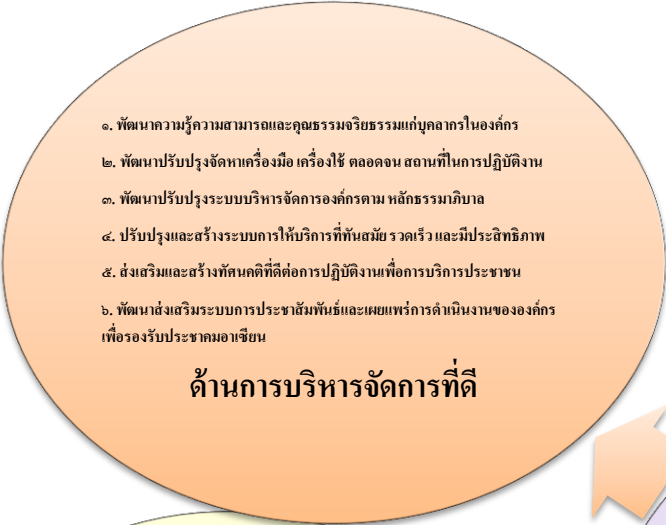 ๑. พัฒนาความรู้ความสามารถและคุณธรรมจริยธรรมแก่บุคลากรในองค์กร
๒. พัฒนาปรับปรุงจัดหาเครื่องมือ เครื่องใช้ ตลอดจน สถานที่ในการปฏิบัติงาน
๓. พัฒนาปรับปรุงระบบบริหารจัดการองค์กรตาม หลักธรรมาภิบาล
๔. ปรับปรุงและสร้างระบบการให้บริการที่ทันสมัย รวดเร็ว และมีประสิทธิภาพ
๕. ส่งเสริมและสร้างทัศนคติที่ดีต่อการปฏิบัติงานเพื่อการบริการประชาชน
๖. พัฒนาส่งเสริมระบบการประชาสัมพันธ์และเผยแพร่การดำเนินงานขององค์กร
เพื่อรองรับประชาคมอาเซียน
ด้านการบริหารจัดการที่ดี